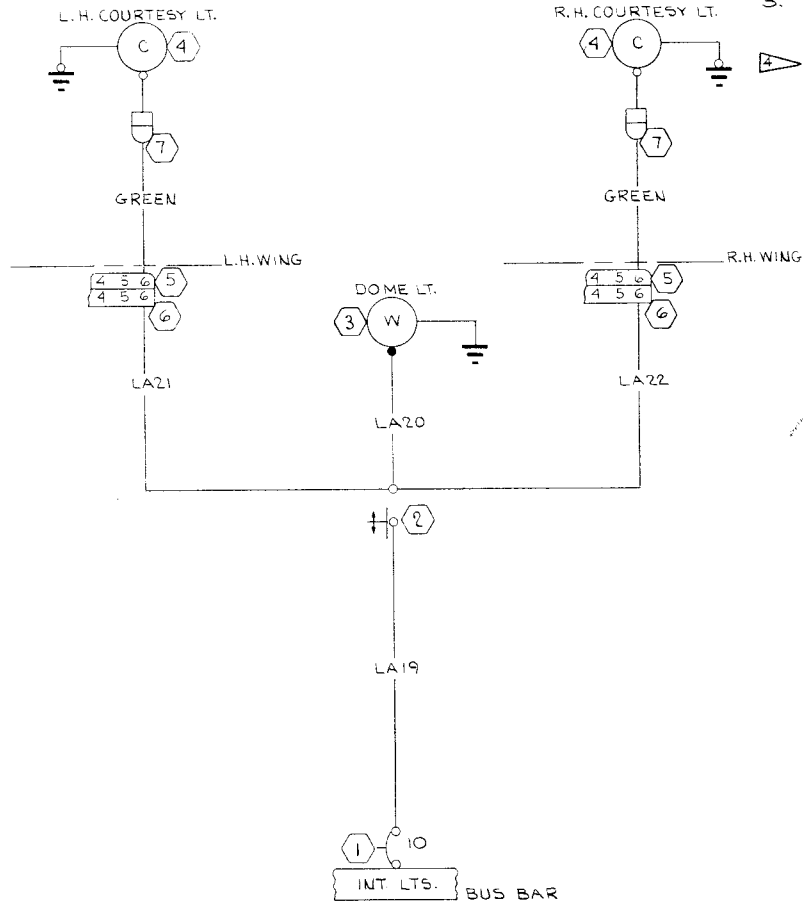 L.H. COURTESY LT.
R.H. COURTESY LT.
3.
C
4
4
C
4
7
7
GREEN
GREEN
L.H. WING
R.H. WING
4 5 6
5
4 5 6
5
4 5 6
6
4 5 6
6
DOME LT.
3
W
LA21
LA22
LA20
2
LA19
1
10
INT. LTS.
BUS BAR